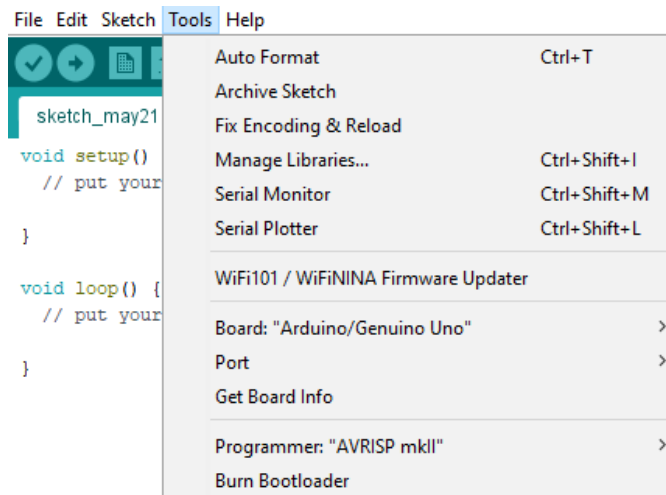 File Edit Sketch Tools Help
sketch_may21
void setup()
// put your
}
void loop() {
// put your
}
Auto Format Ctrl+T
Archive Sketch
Fix Encoding & Reload
Manage Libraries... Ctrl+Shift+I
Serial Monitor Ctrl+Shift+M
Serial Plotter Ctrl+Shift+L
WiFi101 / WiFiNINA Firmware Updater
Board: "Arduino/Genuino Uno"
Port
Get Board Info
Programmer: "AVRISP mkII"
Burn Bootloader